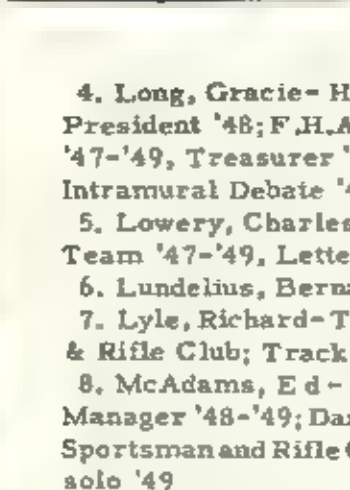 4. Long, Gracie- H
President '48; F.H.A
'47-'49, Treasurer '
Intramural Debate '4
5. Lowery, Charles
Team '47-'49, Lette
6. Lundelius, Berna
7. Lyle, Richard- T
& Rifle Club; Track
8. McAdams, Ed-
Manager '48-'49; Da
Sportsman and Rifle C
solo '49